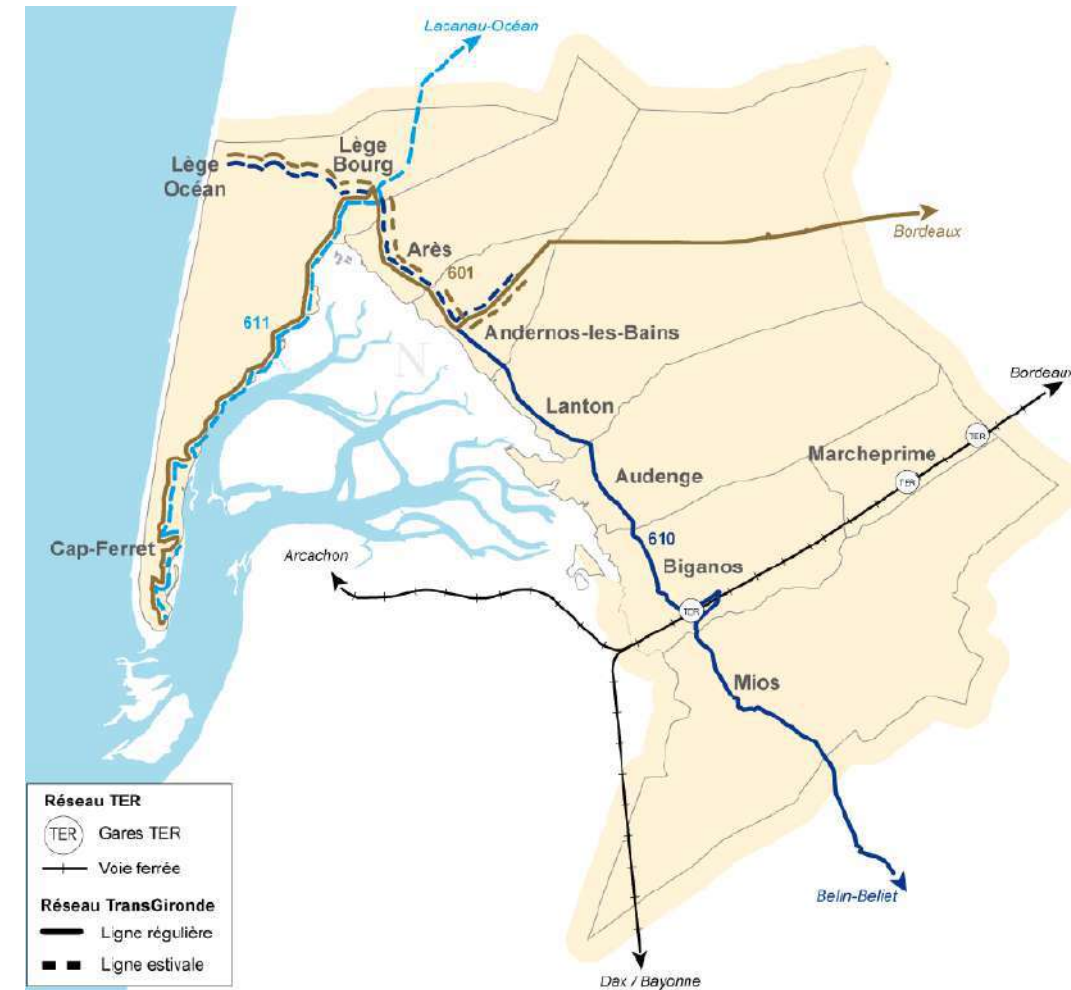 Lacanau-Océan
Lège
Bourg
Lège
Océan
Arès
601
Bordeaux
611
Andernos-les-Bains
N
Lanton
Bordeaux
TER
Marcheprime
TER
Audenge
610
Cap-Ferret
Arcachon
Biganos
TER
Mios
Réseau TER
TER Gares TER
Voie ferrée
Réseau TransGironde
Ligne régulière
Ligne estivale
Belin-Beliet
Dax / Bayonne